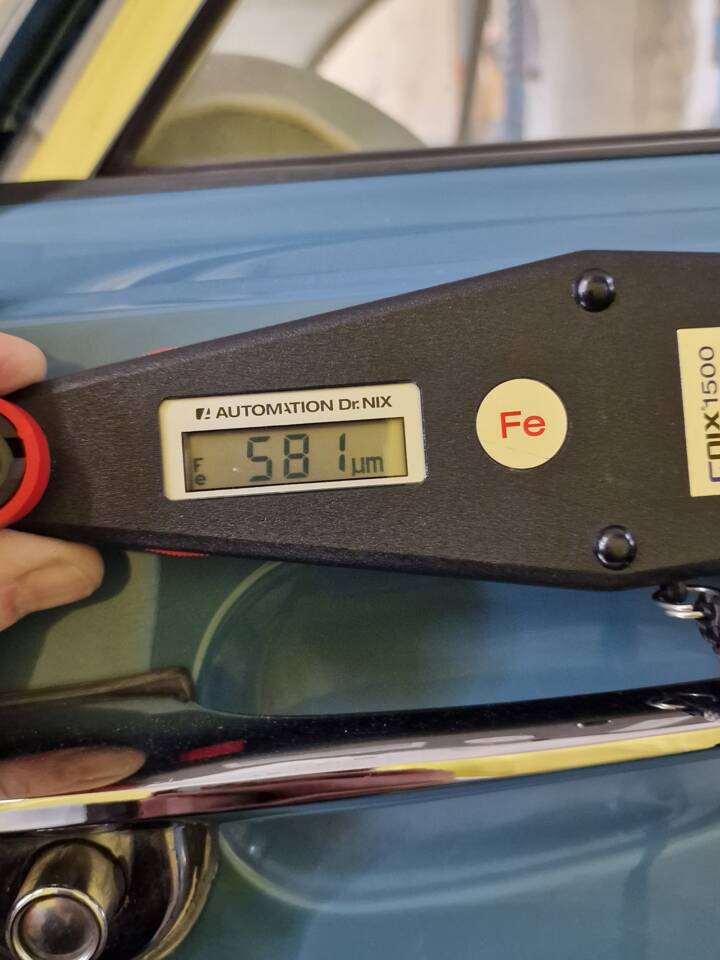 AUTOMATION Dr. NIX
Fe 581 µm
Fe
QNix 1500